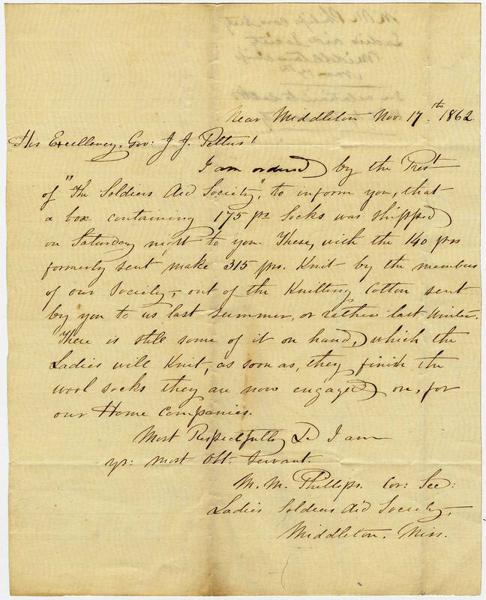 Near Middleton Nov. 17th 1862
His Excellency, Gov: J. J. Pettus!
I am ordered by the Prest
of "The Soldiers Aid Society," to inform you, that
a box containing 175 prs Socks was shipped
on Saturday night to you. These, with the 140 prs
formerly sent, make 315 prs. Knit by the members
of our Society, out of the Knitting Cotton sent
by you to us last Summer, or rather last Winter.
There is still some of it on hand, which the
Ladies will Knit, as soon as, they finish the
wool socks they are now engaged on, for
our Home Companies.
Most Respectfully Sr I am
yr: most Obt. Servant.
M. M. Phillips. Cor: Sec:
Ladies Soldiers Aid Society,
Middleton. Miss.